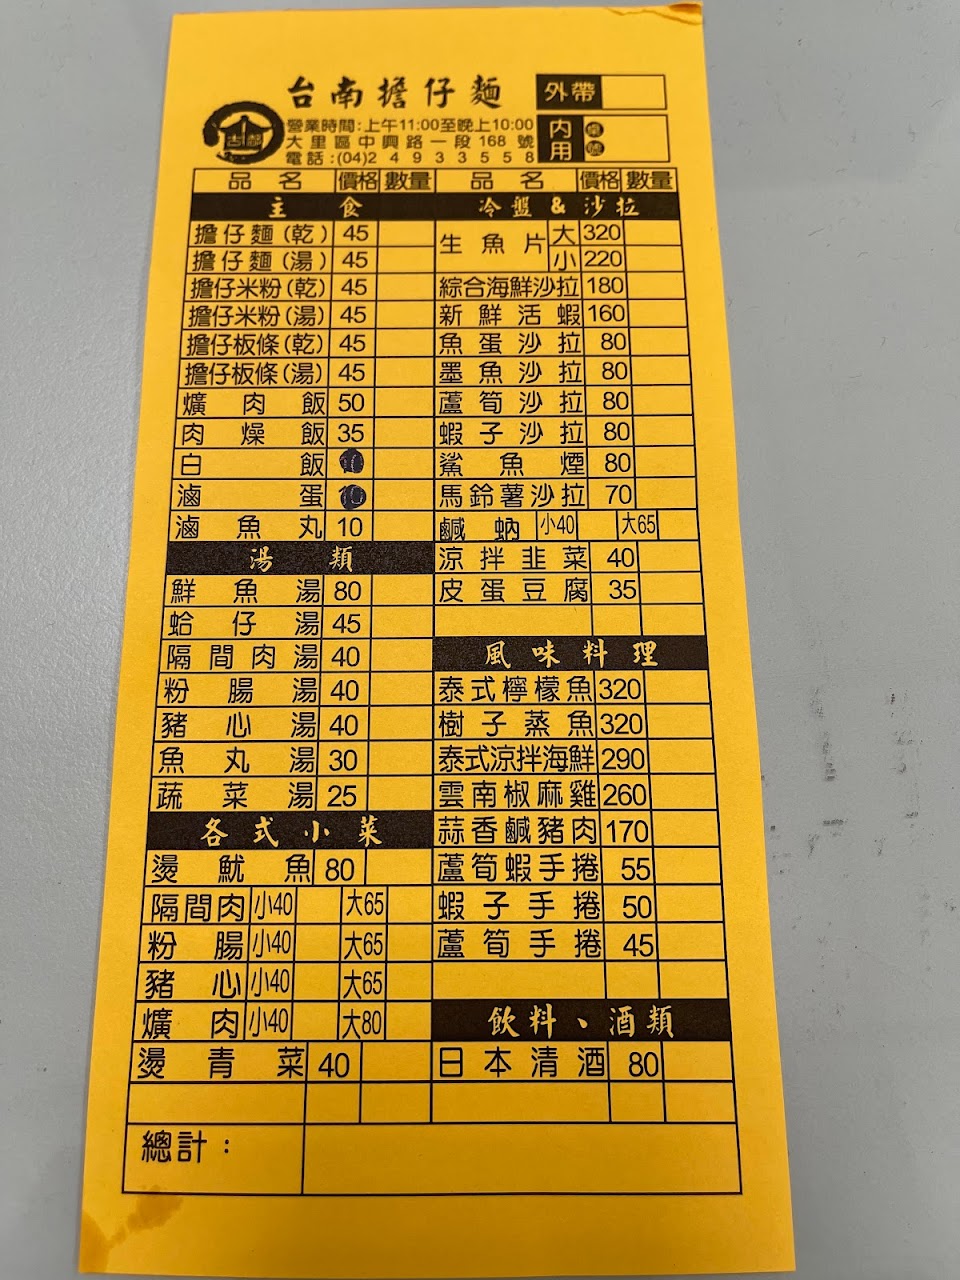 台南擔仔麵
外帶
古都
營業時間:上午11:00至晚上10:00
大里區中興路一段168號
電話:(04)24933558
內用
桌號
品名 價格 數量 品名 價格 數量
主食
擔仔麵(乾) 45
擔仔麵(湯) 45
擔仔米粉(乾) 45
擔仔米粉(湯) 45
擔仔板條(乾) 45
擔仔板條(湯) 45
爌肉飯 50
肉燥飯 35
白飯 10
滷蛋 10
滷魚丸 10
湯類
鮮魚湯 80
蛤仔湯 45
隔間肉湯 40
粉腸湯 40
豬心湯 40
魚丸湯 30
蔬菜湯 25
各式小菜
燙魷魚 80
隔間肉 小40 大65
粉腸 小40 大65
豬心 小40 大65
爌肉 小40 大80
燙青菜 40
冷盤&沙拉
生魚片 大 320
小 220
綜合海鮮沙拉 180
新鮮活蝦 160
魚蛋沙拉 80
墨魚沙拉 80
蘆筍沙拉 80
蝦子沙拉 80
鯊魚煙 80
馬鈴薯沙拉 70
鹹蚋 小40 大65
涼拌韭菜 40
皮蛋豆腐 35
風味料理
泰式檸檬魚 320
樹子蒸魚 320
泰式涼拌海鮮 290
雲南椒麻雞 260
蒜香鹹豬肉 170
蘆筍蝦手捲 55
蝦子手捲 50
蘆筍手捲 45
飲料、酒類
日本清酒 80
總計: